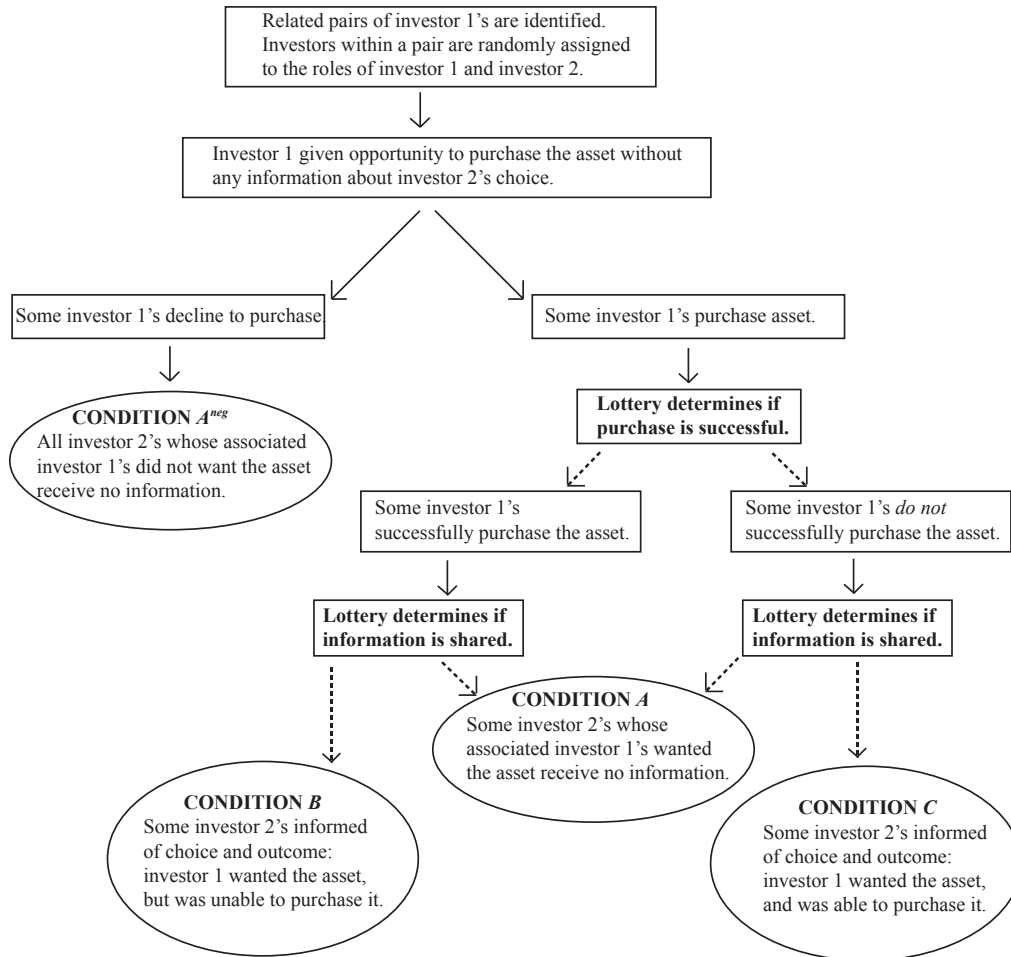 Related pairs of investor 1's are identified.
Investors within a pair are randomly assigned
to the roles of investor 1 and investor 2.
Investor 1 given opportunity to purchase the asset without
any information about investor 2's choice.
Some investor 1's decline to purchase.
Some investor 1's purchase asset.
CONDITION A^neg
All investor 2's whose associated
investor 1's did not want the asset
receive no information.
Lottery determines if
purchase is successful.
Some investor 1's
successfully purchase the asset.
Some investor 1's do not
successfully purchase the asset.
Lottery determines if
information is shared.
Lottery determines if
information is shared.
CONDITION A
Some investor 2's whose
associated investor 1's wanted
the asset receive no information.
CONDITION B
Some investor 2's informed
of choice and outcome:
investor 1 wanted the asset,
but was unable to purchase it.
CONDITION C
Some investor 2's informed
of choice and outcome:
investor 1 wanted the asset,
and was able to purchase it.